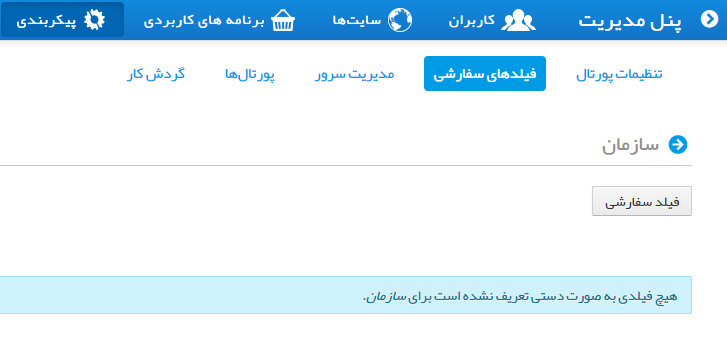 پنل مدیریت کاربران سایت‌ها برنامه های کاربردی پیکربندی
تنظیمات پورتال فیلدهای سفارشی مدیریت سرور پورتال‌ها گردش کار
سازمان
فیلد سفارشی
هیچ فیلدی به صورت دستی تعریف نشده است برای سازمان.